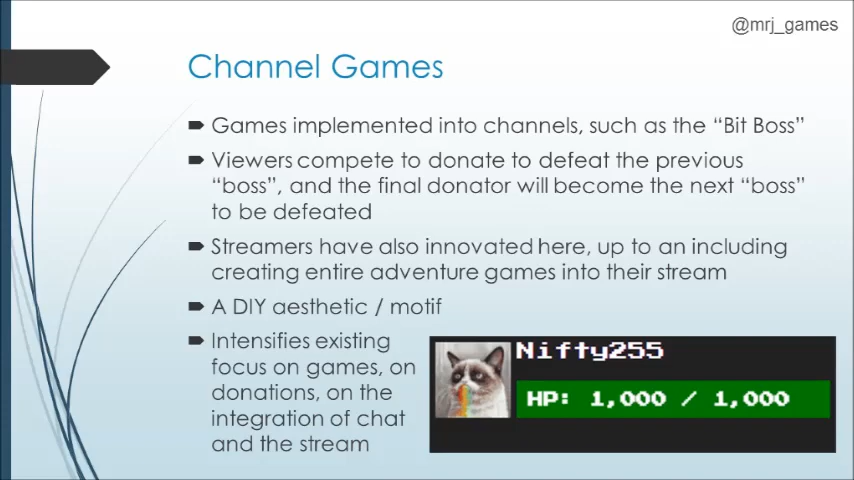 @mrj_games
Channel Games
Games implemented into channels, such as the “Bit Boss”
Viewers compete to donate to defeat the previous
“boss”, and the final donator will become the next “boss”
to be defeated
Streamers have also innovated here, up to an including
creating entire adventure games into their stream
A DIY aesthetic / motif
Intensifies existing
focus on games, on
donations, on the
integration of chat
and the stream
Nifty255
HP: 1,000 / 1,000